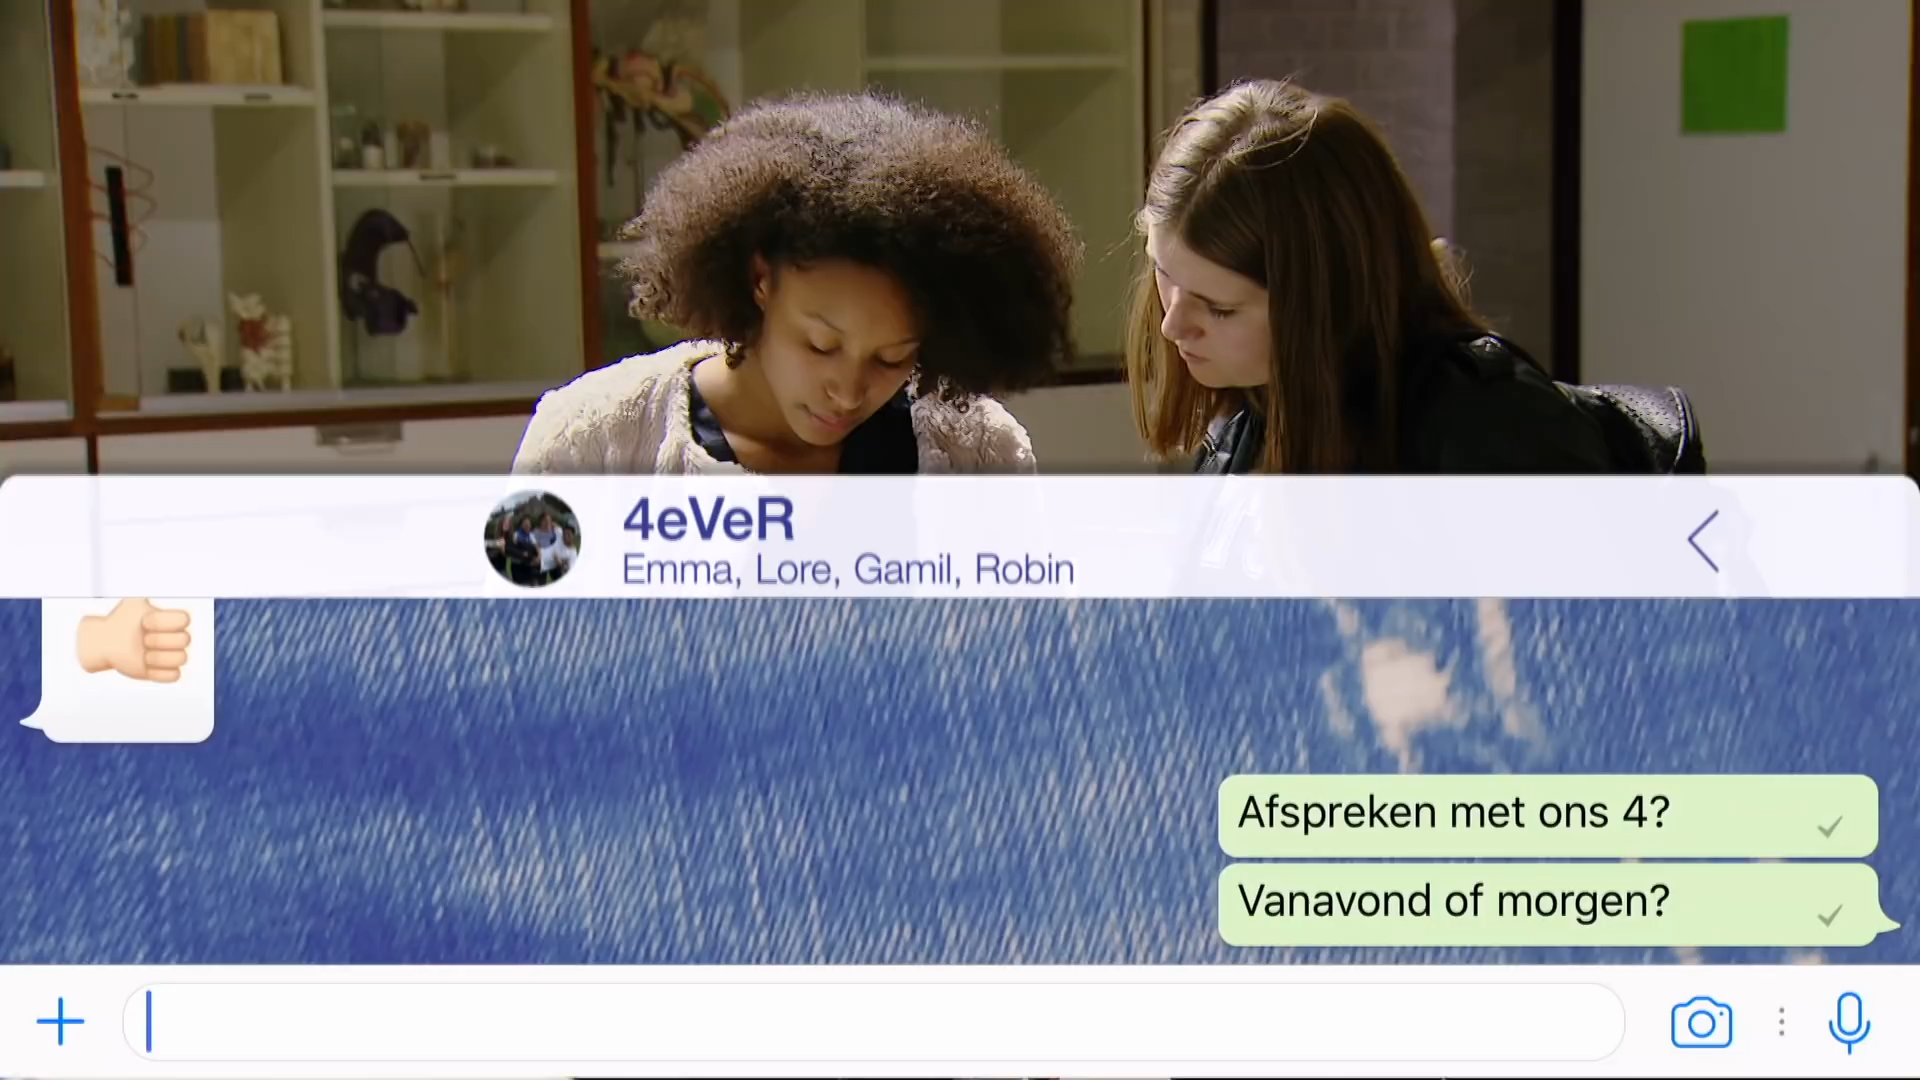 4eVeR
Emma, Lore, Gamil, Robin
Afspreken met ons 4?
Vanavond of morgen?